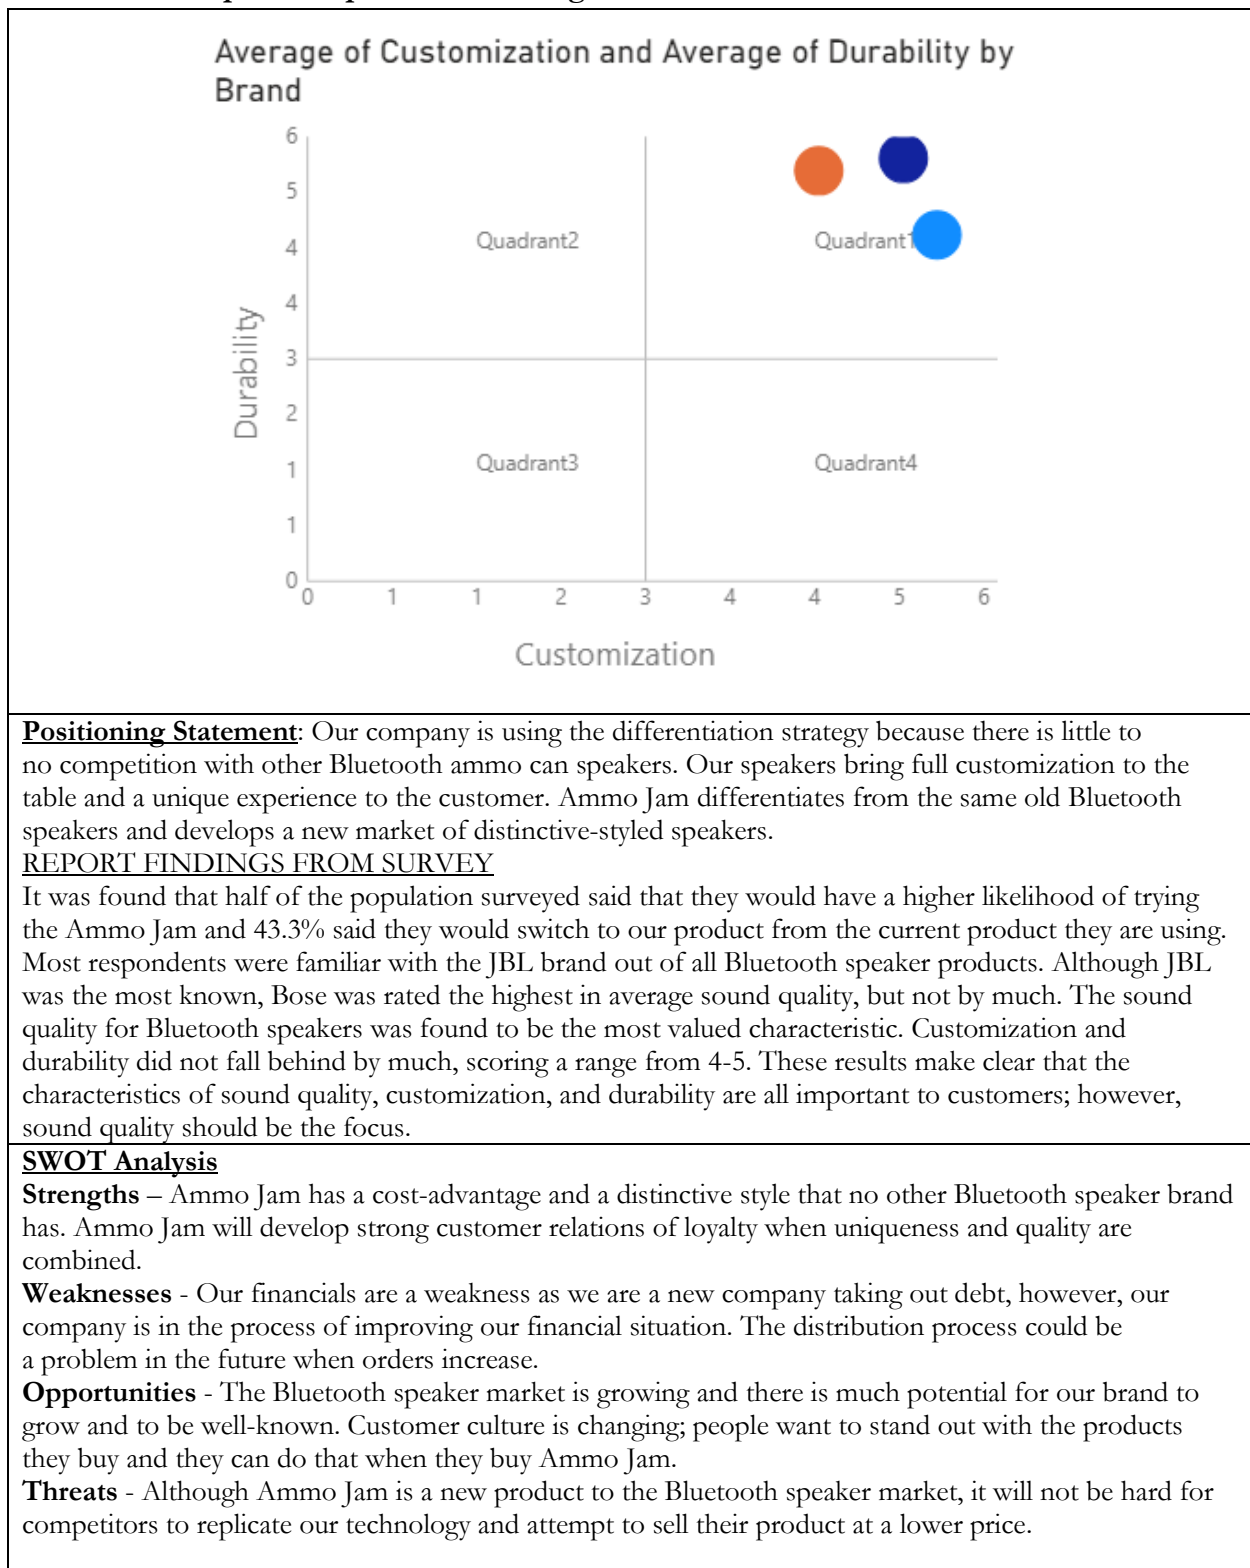 Average of Customization and Average of Durability by
Brand
6
5
4
4
3
2
1
1
0
Durability
Quadrant2
Quadrant1
Quadrant3
Quadrant4
0 1 1 2 3 4 4 5 6
Customization
Positioning Statement: Our company is using the differentiation strategy because there is little to
no competition with other Bluetooth ammo can speakers. Our speakers bring full customization to the
table and a unique experience to the customer. Ammo Jam differentiates from the same old Bluetooth
speakers and develops a new market of distinctive-styled speakers.
REPORT FINDINGS FROM SURVEY
It was found that half of the population surveyed said that they would have a higher likelihood of trying
the Ammo Jam and 43.3% said they would switch to our product from the current product they are using.
Most respondents were familiar with the JBL brand out of all Bluetooth speaker products. Although JBL
was the most known, Bose was rated the highest in average sound quality, but not by much. The sound
quality for Bluetooth speakers was found to be the most valued characteristic. Customization and
durability did not fall behind by much, scoring a range from 4-5. These results make clear that the
characteristics of sound quality, customization, and durability are all important to customers; however,
sound quality should be the focus.
SWOT Analysis
Strengths – Ammo Jam has a cost-advantage and a distinctive style that no other Bluetooth speaker brand
has. Ammo Jam will develop strong customer relations of loyalty when uniqueness and quality are
combined.
Weaknesses - Our financials are a weakness as we are a new company taking out debt, however, our
company is in the process of improving our financial situation. The distribution process could be
a problem in the future when orders increase.
Opportunities - The Bluetooth speaker market is growing and there is much potential for our brand to
grow and to be well-known. Customer culture is changing; people want to stand out with the products
they buy and they can do that when they buy Ammo Jam.
Threats - Although Ammo Jam is a new product to the Bluetooth speaker market, it will not be hard for
competitors to replicate our technology and attempt to sell their product at a lower price.